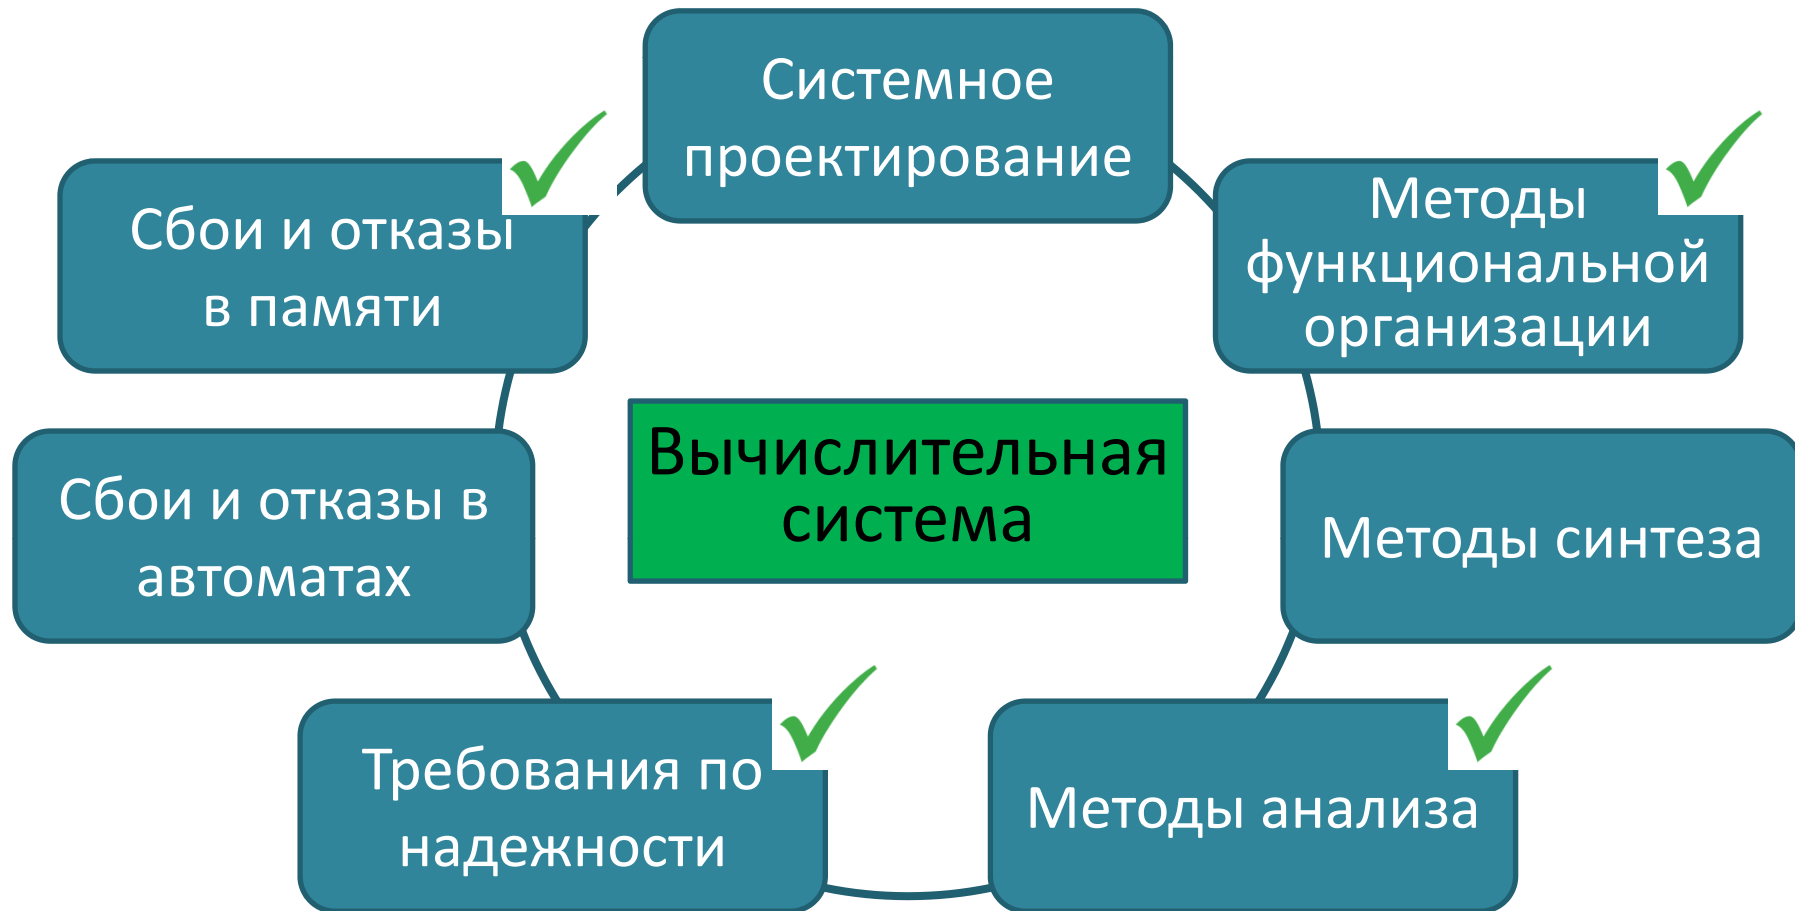 Системное
проектирование
Методы
функциональной
организации
Методы синтеза
Методы анализа
Требования по
надежности
Сбои и отказы в
автоматах
Сбои и отказы
в памяти
Вычислительная
система